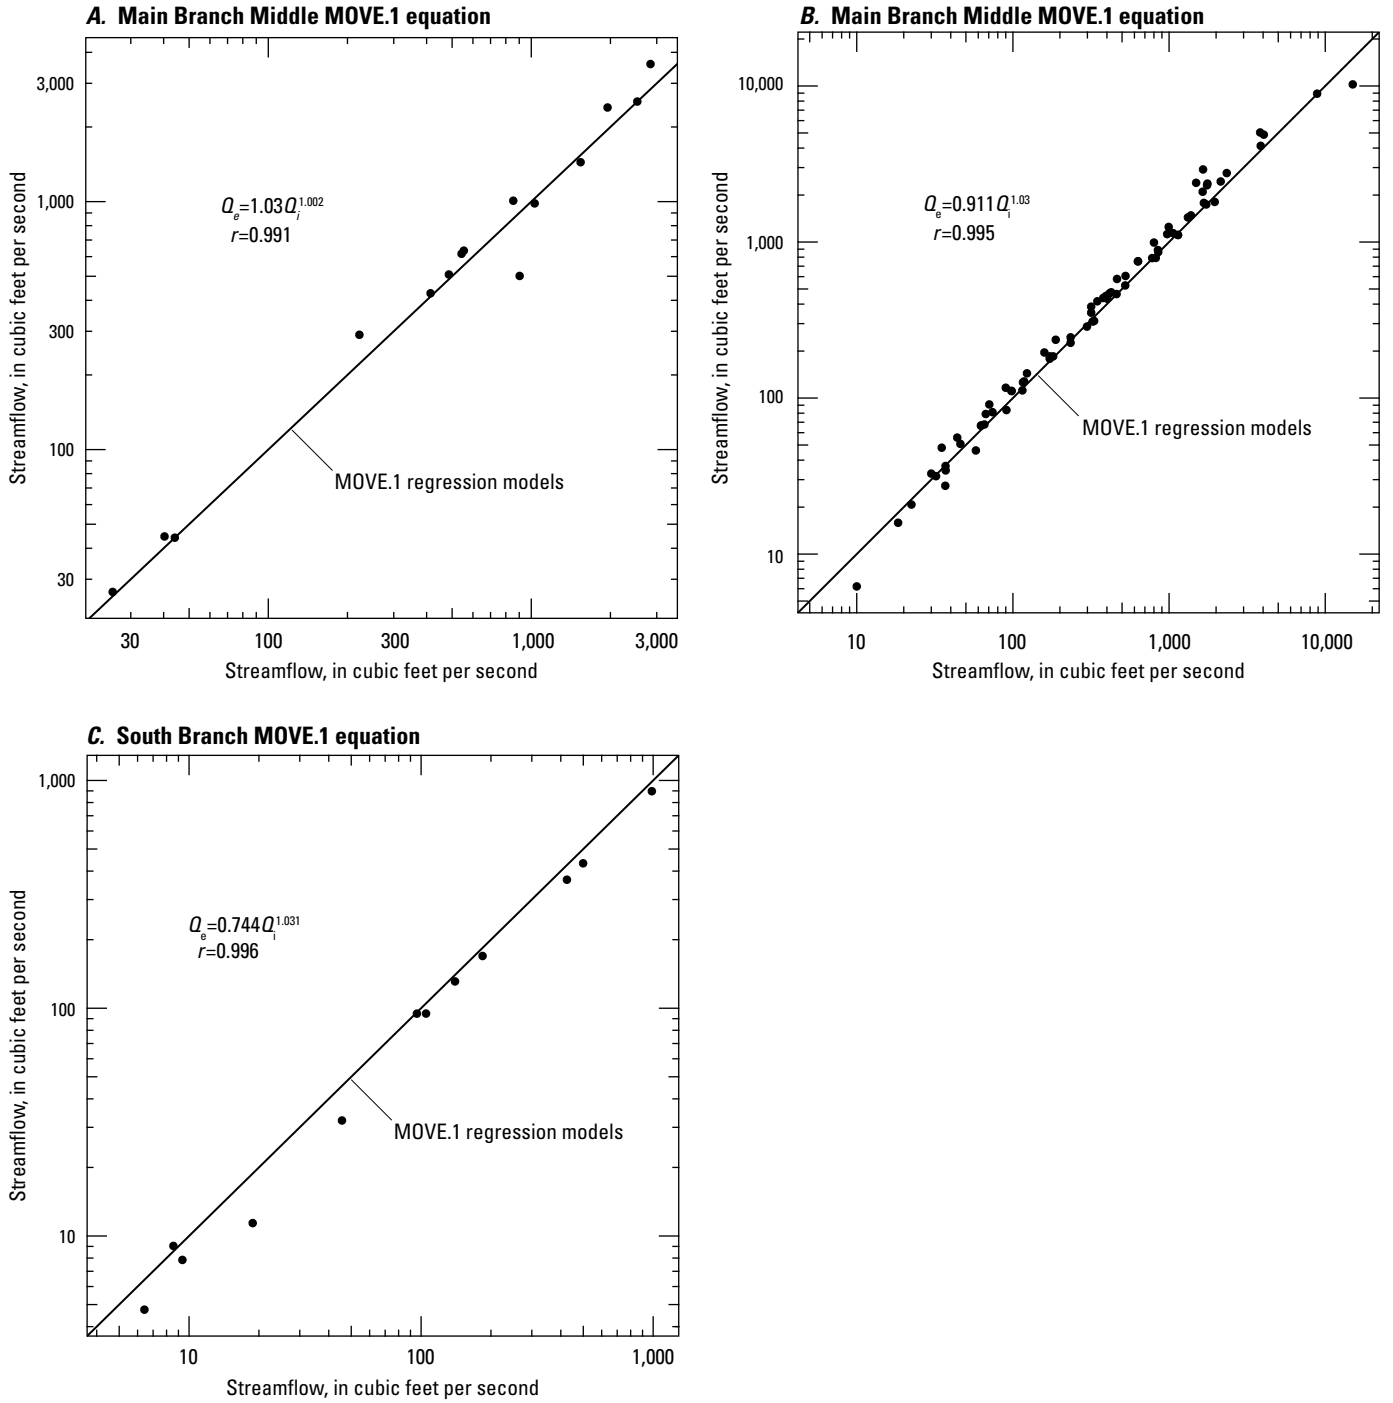 A. Main Branch Middle MOVE.1 equation
3,000
1,000
300
100
30
Streamflow, in cubic feet per second
Qe=1.03Qi^1.002
r=0.991
MOVE.1 regression models
30
100
300
1,000
3,000
Streamflow, in cubic feet per second
B. Main Branch Middle MOVE.1 equation
10,000
1,000
100
10
Streamflow, in cubic feet per second
Qe=0.911Qi^1.03
r=0.995
MOVE.1 regression models
10
100
1,000
10,000
Streamflow, in cubic feet per second
C. South Branch MOVE.1 equation
1,000
100
10
Streamflow, in cubic feet per second
Qe=0.744Qi^1.031
r=0.996
MOVE.1 regression models
10
100
1,000
Streamflow, in cubic feet per second